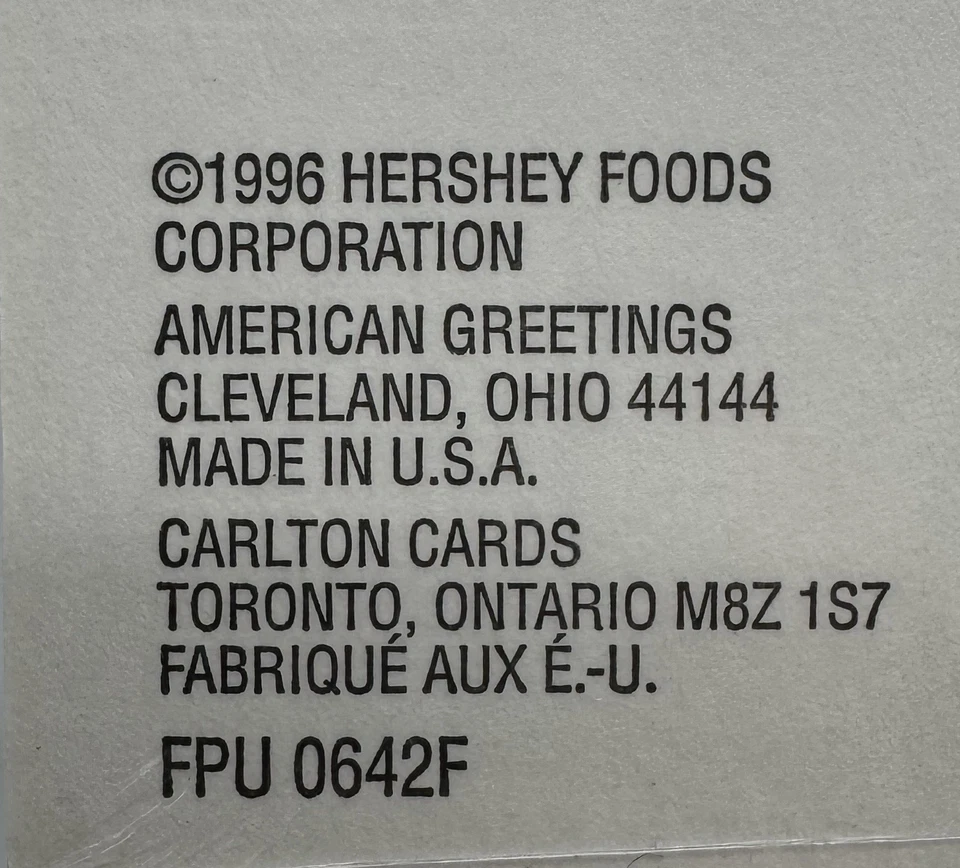 ©1996 HERSHEY FOODS
CORPORATION
AMERICAN GREETINGS
CLEVELAND, OHIO 44144
MADE IN U.S.A.
CARLTON CARDS
TORONTO, ONTARIO M8Z 1S7
FABRIQUÉ AUX É.-U.
FPU 0642F